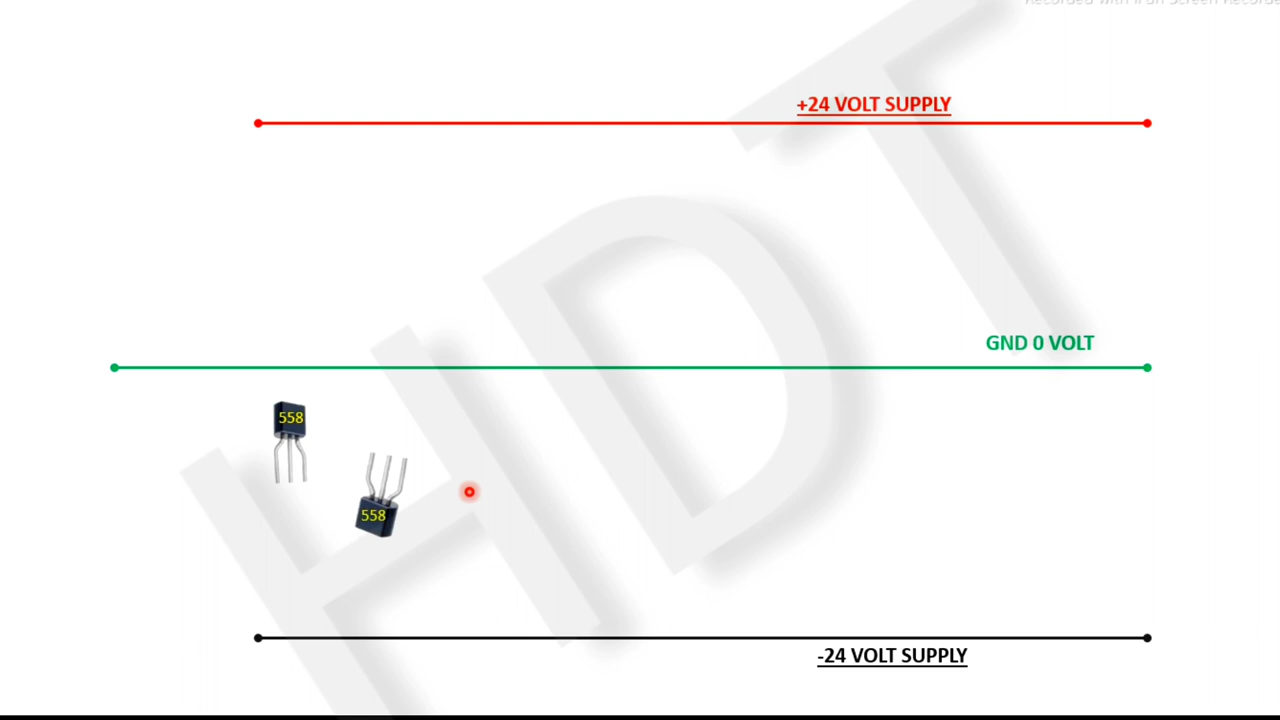 +24 VOLT SUPPLY
GND 0 VOLT
558
558
-24 VOLT SUPPLY
HDT